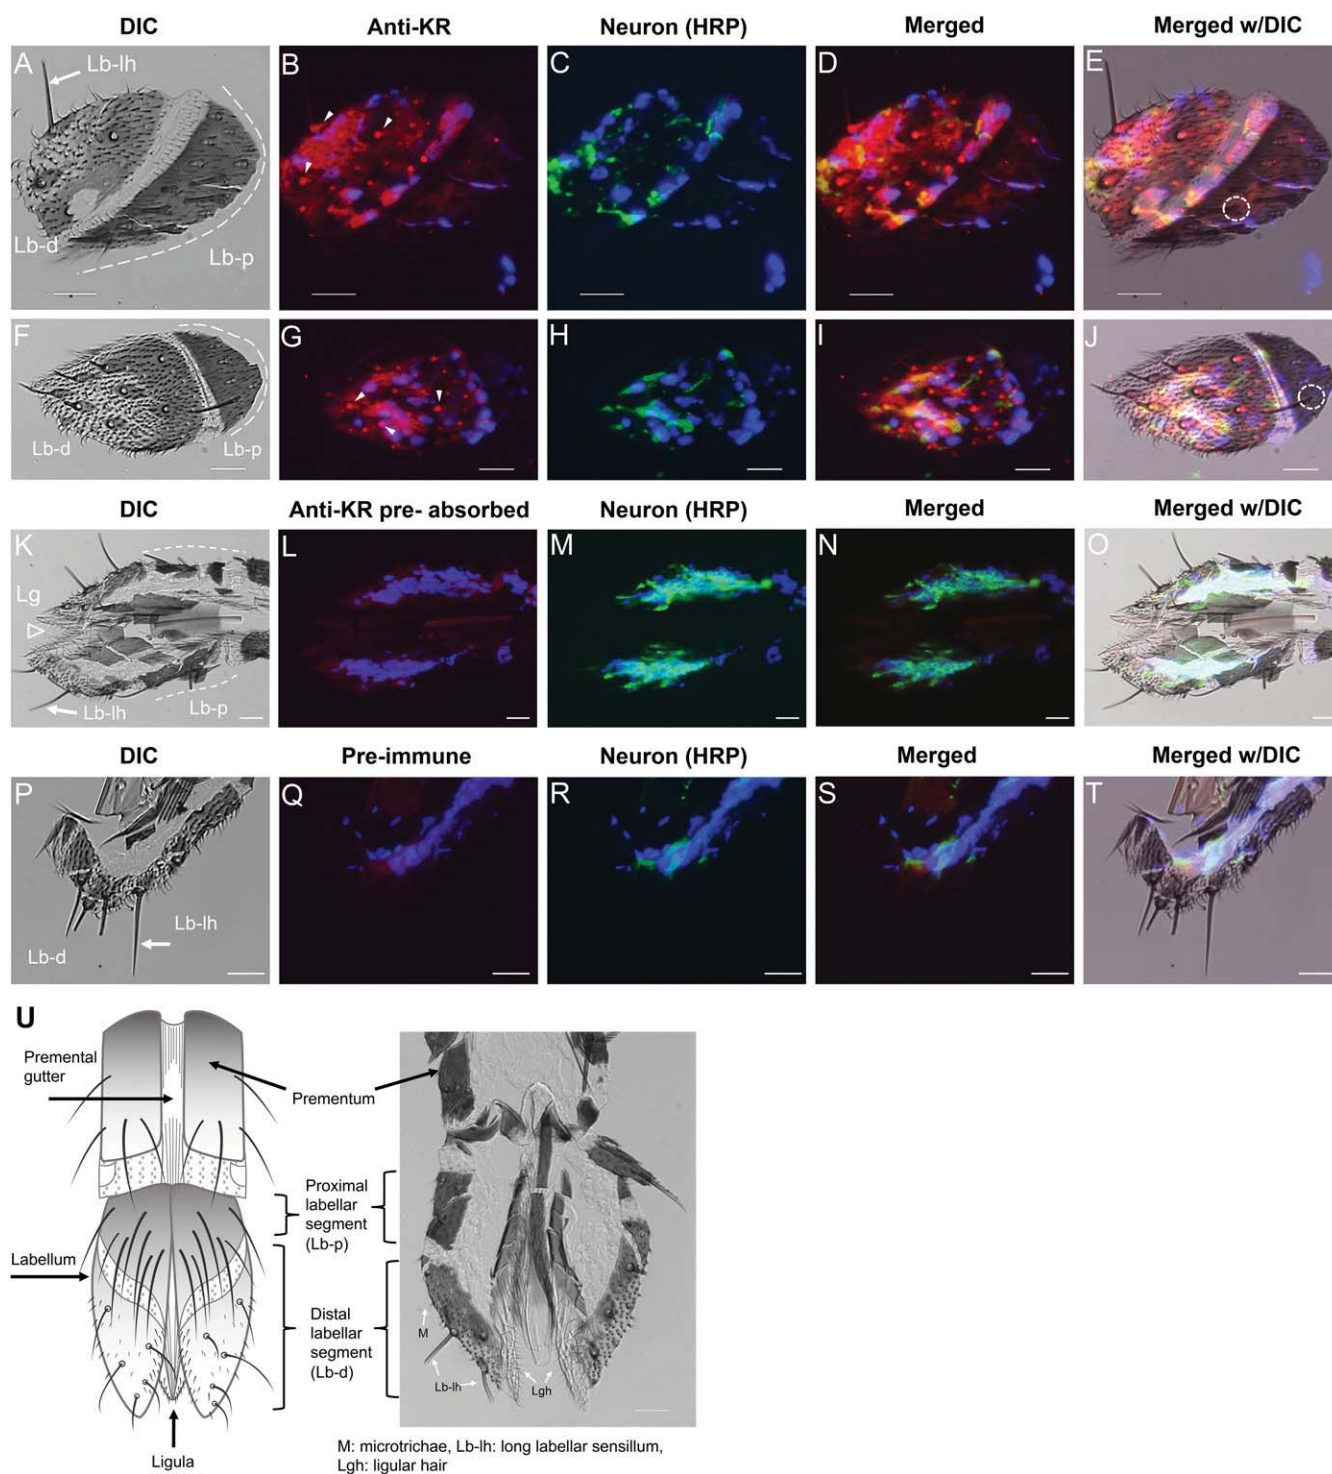 DIC Anti-KR Neuron (HRP) Merged Merged w/DIC
A Lb-lh B C D E
Lb-d Lb-p
F G H I J
Lb-d Lb-p
DIC Anti-KR pre- absorbed Neuron (HRP) Merged Merged w/DIC
K L M N O
Lg
Lb-lh Lb-p
DIC Pre-immune Neuron (HRP) Merged Merged w/DIC
P Q R S T
Lb-lh
Lb-d
U
Premental
gutter
Prementum
Proximal
labellar
segment
(Lb-p)
Labellum
Distal
labellar
segment
(Lb-d)
M
Lb-lh Lgh
Ligula
M: microtrichae, Lb-lh: long labellar sensillum,
Lgh: ligular hair